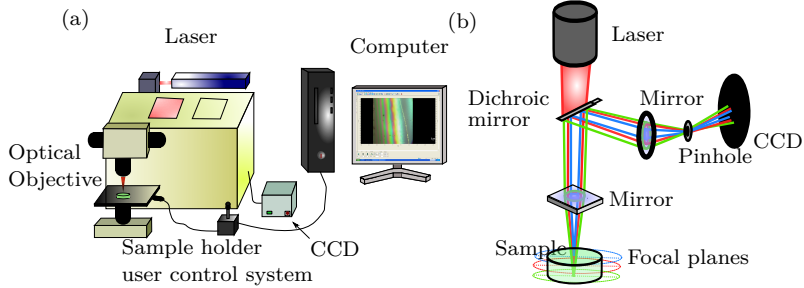 (a)
Laser
Computer
Optical
Objective
Sample holder
user control system
CCD
(b)
Laser
Dichroic
mirror
Mirror
CCD
Pinhole
Mirror
Sample
Focal planes